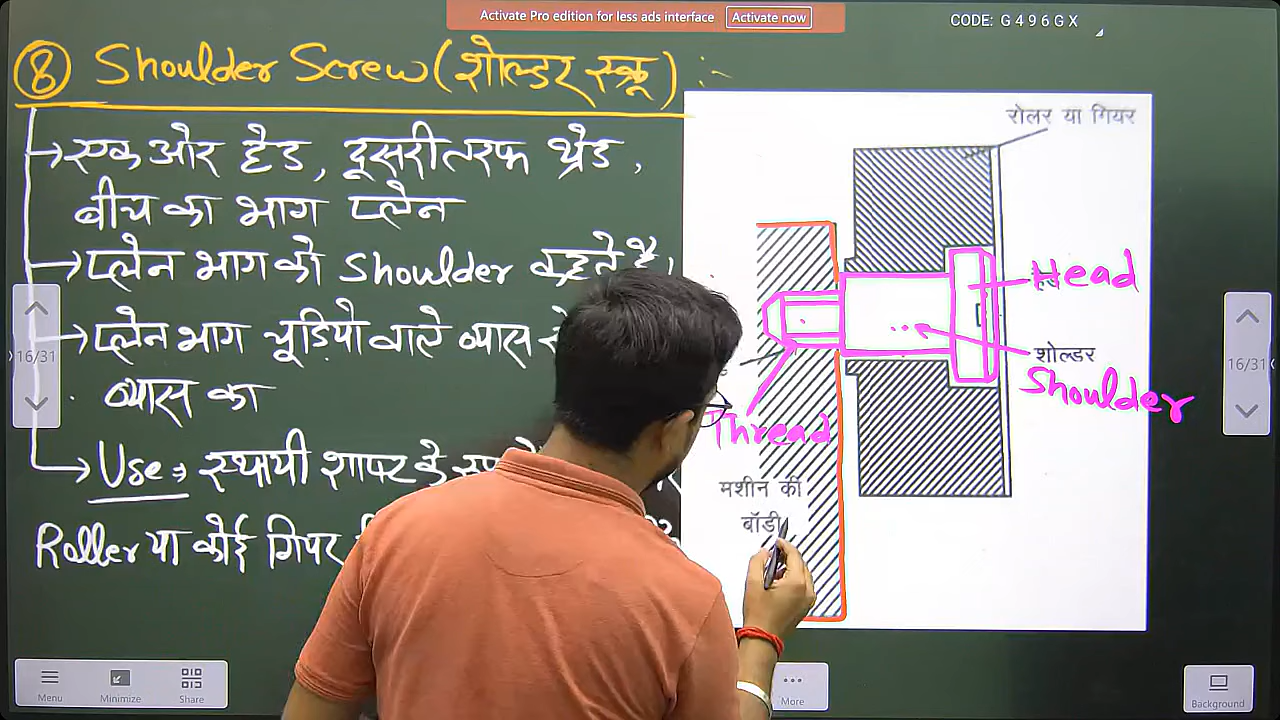 Activate Pro edition for less ads interface
Activate now
CODE: G496GX
⑧ Shoulder Screw (शोल्डर स्क्रू) :-
→ एक ओर हेड, दूसरी तरफ थ्रेड,
बीच का भाग प्लेन
→ प्लेन भाग को Shoulder कहते है।
→ प्लेन भाग चूड़ियो वाले व्यास
व्यास का
→ Use ⇒ स्थायी शाफ्ट के
Roller या कोई गियर
रोलर या गियर
Head
शोल्डर
Shoulder
Thread
मशीन की
बॉडी
16/31
16/31
Menu
Minimize
Share
More
Background